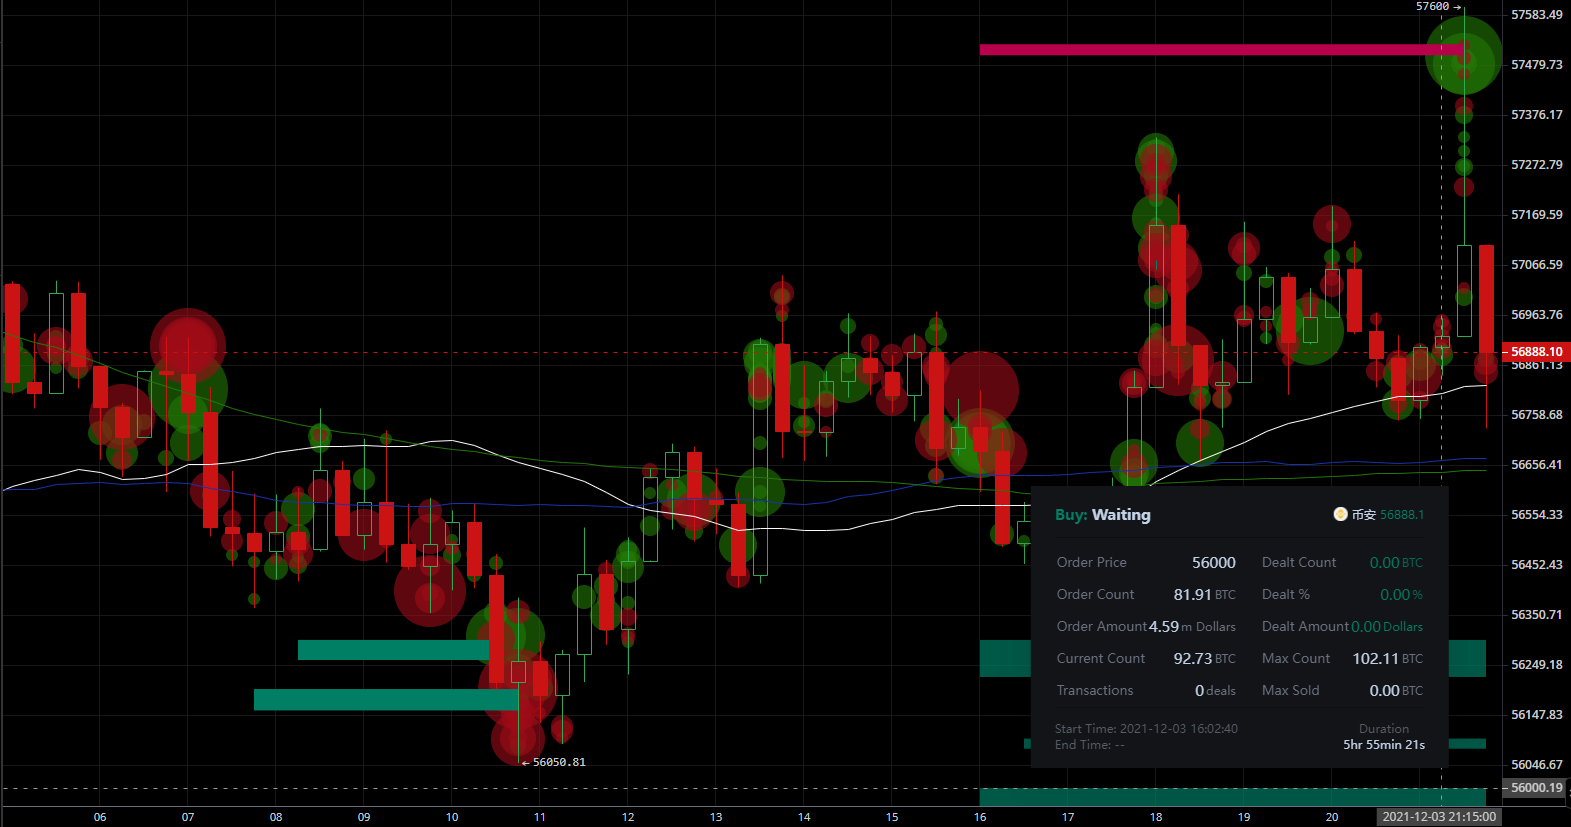 57600 →
57583.49
57479.73
57376.17
57272.79
57169.59
57066.59
56963.76
56888.10
56861.13
56758.68
56656.41
56554.33
56452.43
56350.71
56249.18
56147.83
56046.67
56000.19
Buy: Waiting
币安 56888.1
Order Price 56000 Dealt Count 0.00 BTC
Order Count 81.91 BTC Dealt % 0.00 %
Order Amount 4.59 m Dollars Dealt Amount 0.00 Dollars
Current Count 92.73 BTC Max Count 102.11 BTC
Transactions 0 deals Max Sold 0.00 BTC
Start Time: 2021-12-03 16:02:40 Duration
End Time: -- 5hr 55min 21s
← 56050.81
06 07 08 09 10 11 12 13 14 15 16 17 18 19 20 2021-12-03 21:15:00